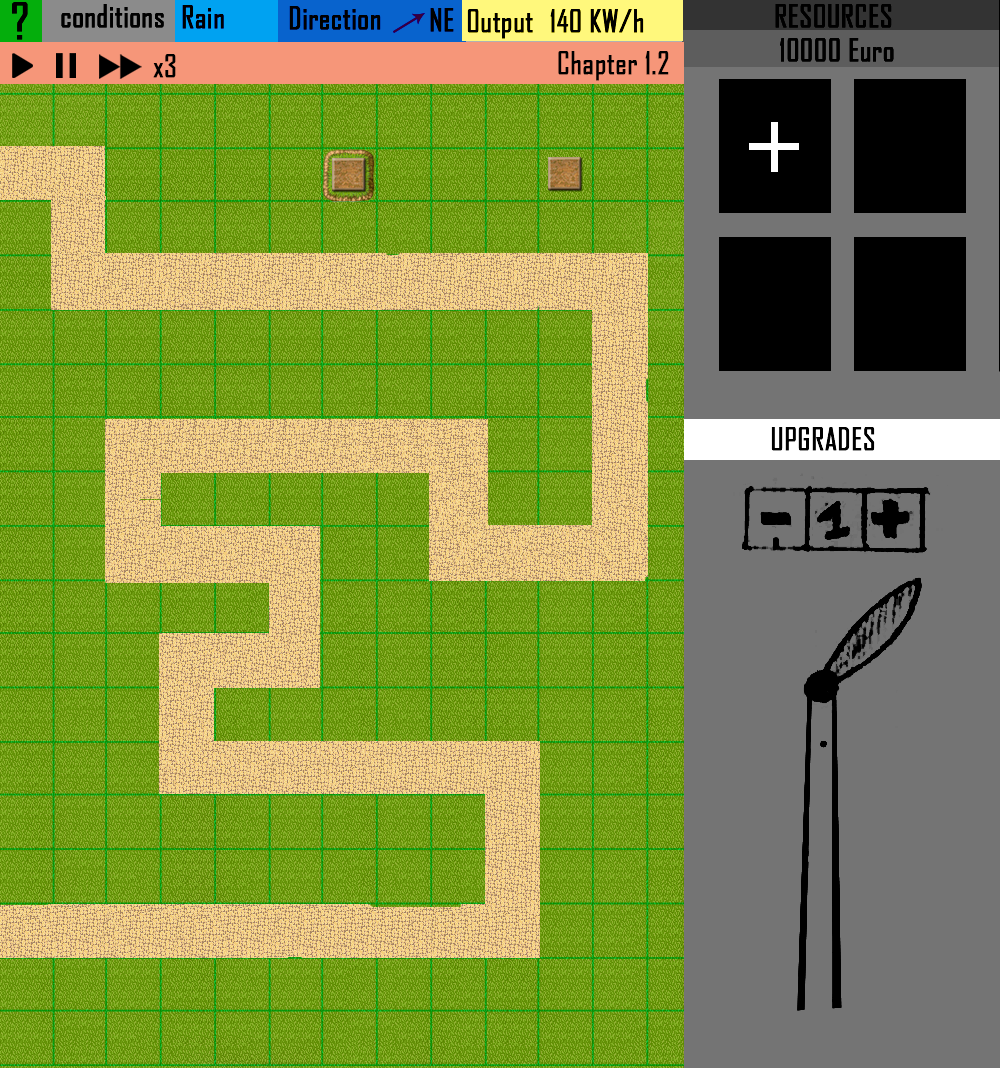 ? conditions Rain Direction NE Output 140 KW/h
x3 Chapter 1.2
RESOURCES
10000 Euro
UPGRADES
- 1 +